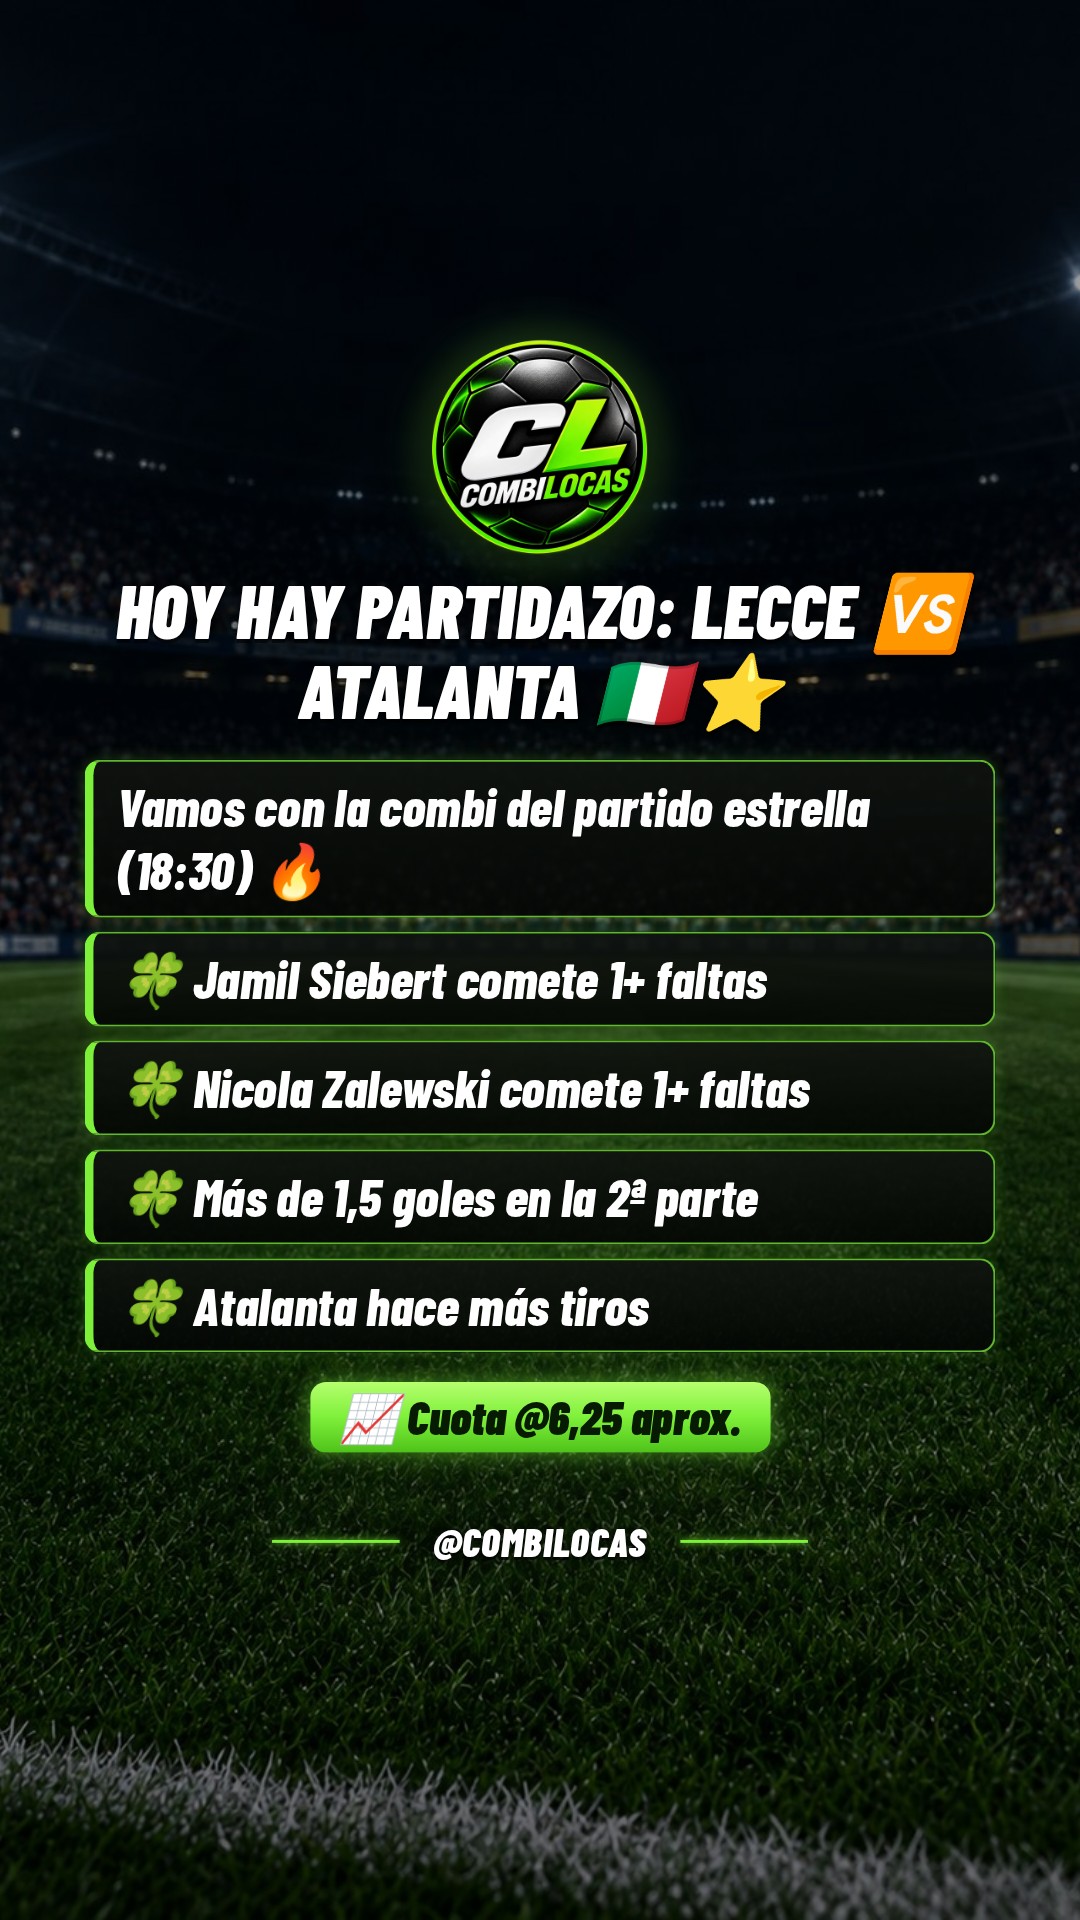 CL
COMBILOCAS
HOY HAY PARTIDAZO: LECCE 🆚
ATALANTA 🇮🇹⭐
Vamos con la combi del partido estrella
(18:30) 🔥
🍀 Jamil Siebert comete 1+ faltas
🍀 Nicola Zalewski comete 1+ faltas
🍀 Más de 1,5 goles en la 2ª parte
🍀 Atalanta hace más tiros
📈 Cuota @6,25 aprox.
@COMBILOCAS